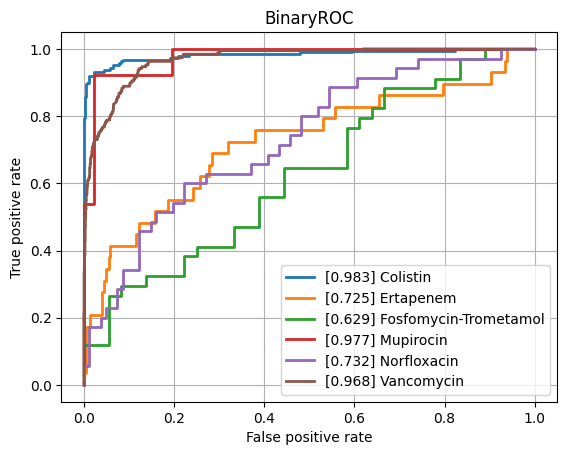 BinaryROC
True positive rate
1.0
0.8
0.6
0.4
0.2
0.0
[0.983] Colistin
[0.725] Ertapenem
[0.629] Fosfomycin-Trometamol
[0.977] Mupirocin
[0.732] Norfloxacin
[0.968] Vancomycin
0.0 0.2 0.4 0.6 0.8 1.0
False positive rate